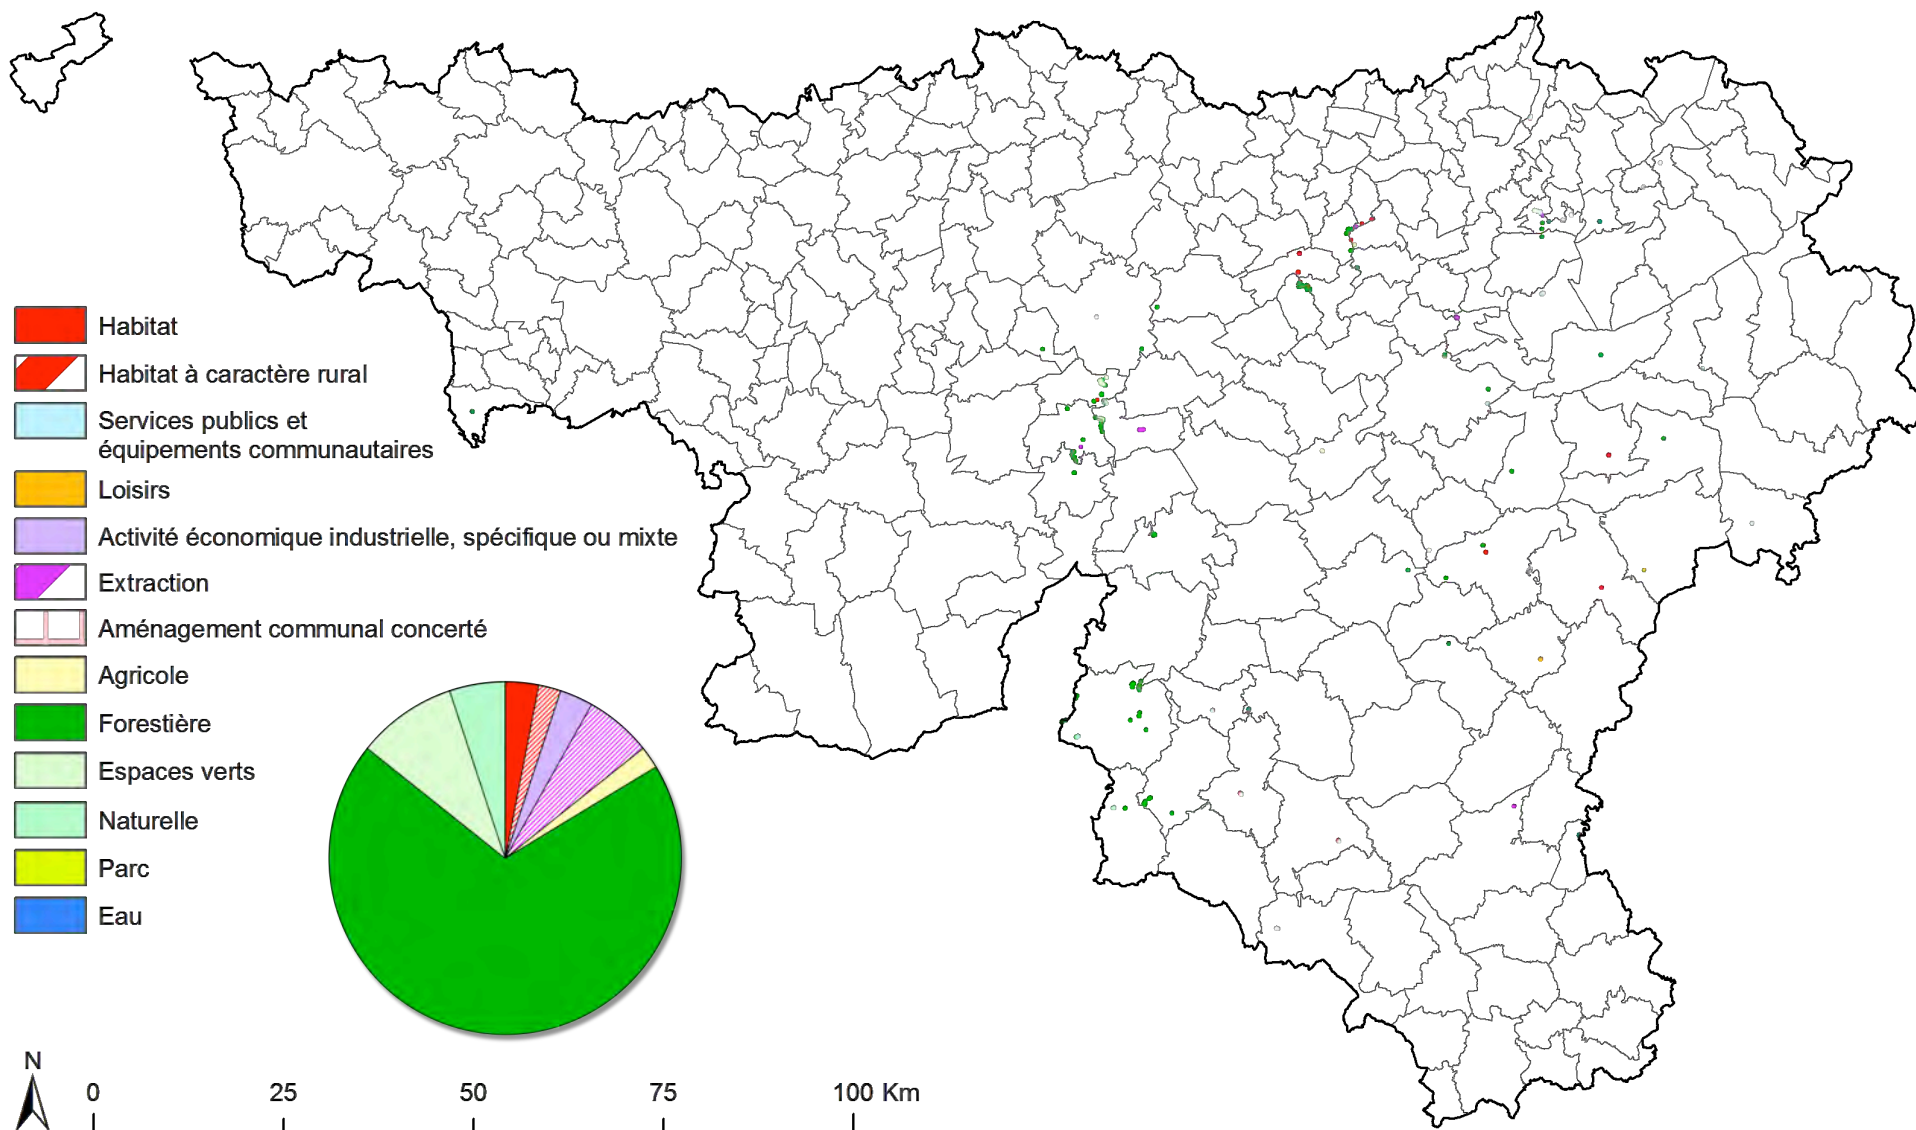 Habitat
Habitat à caractère rural
Services publics et
équipements communautaires
Loisirs
Activité économique industrielle, spécifique ou mixte
Extraction
Aménagement communal concerté
Agricole
Forestière
Espaces verts
Naturelle
Parc
Eau
N
0 25 50 75 100 Km